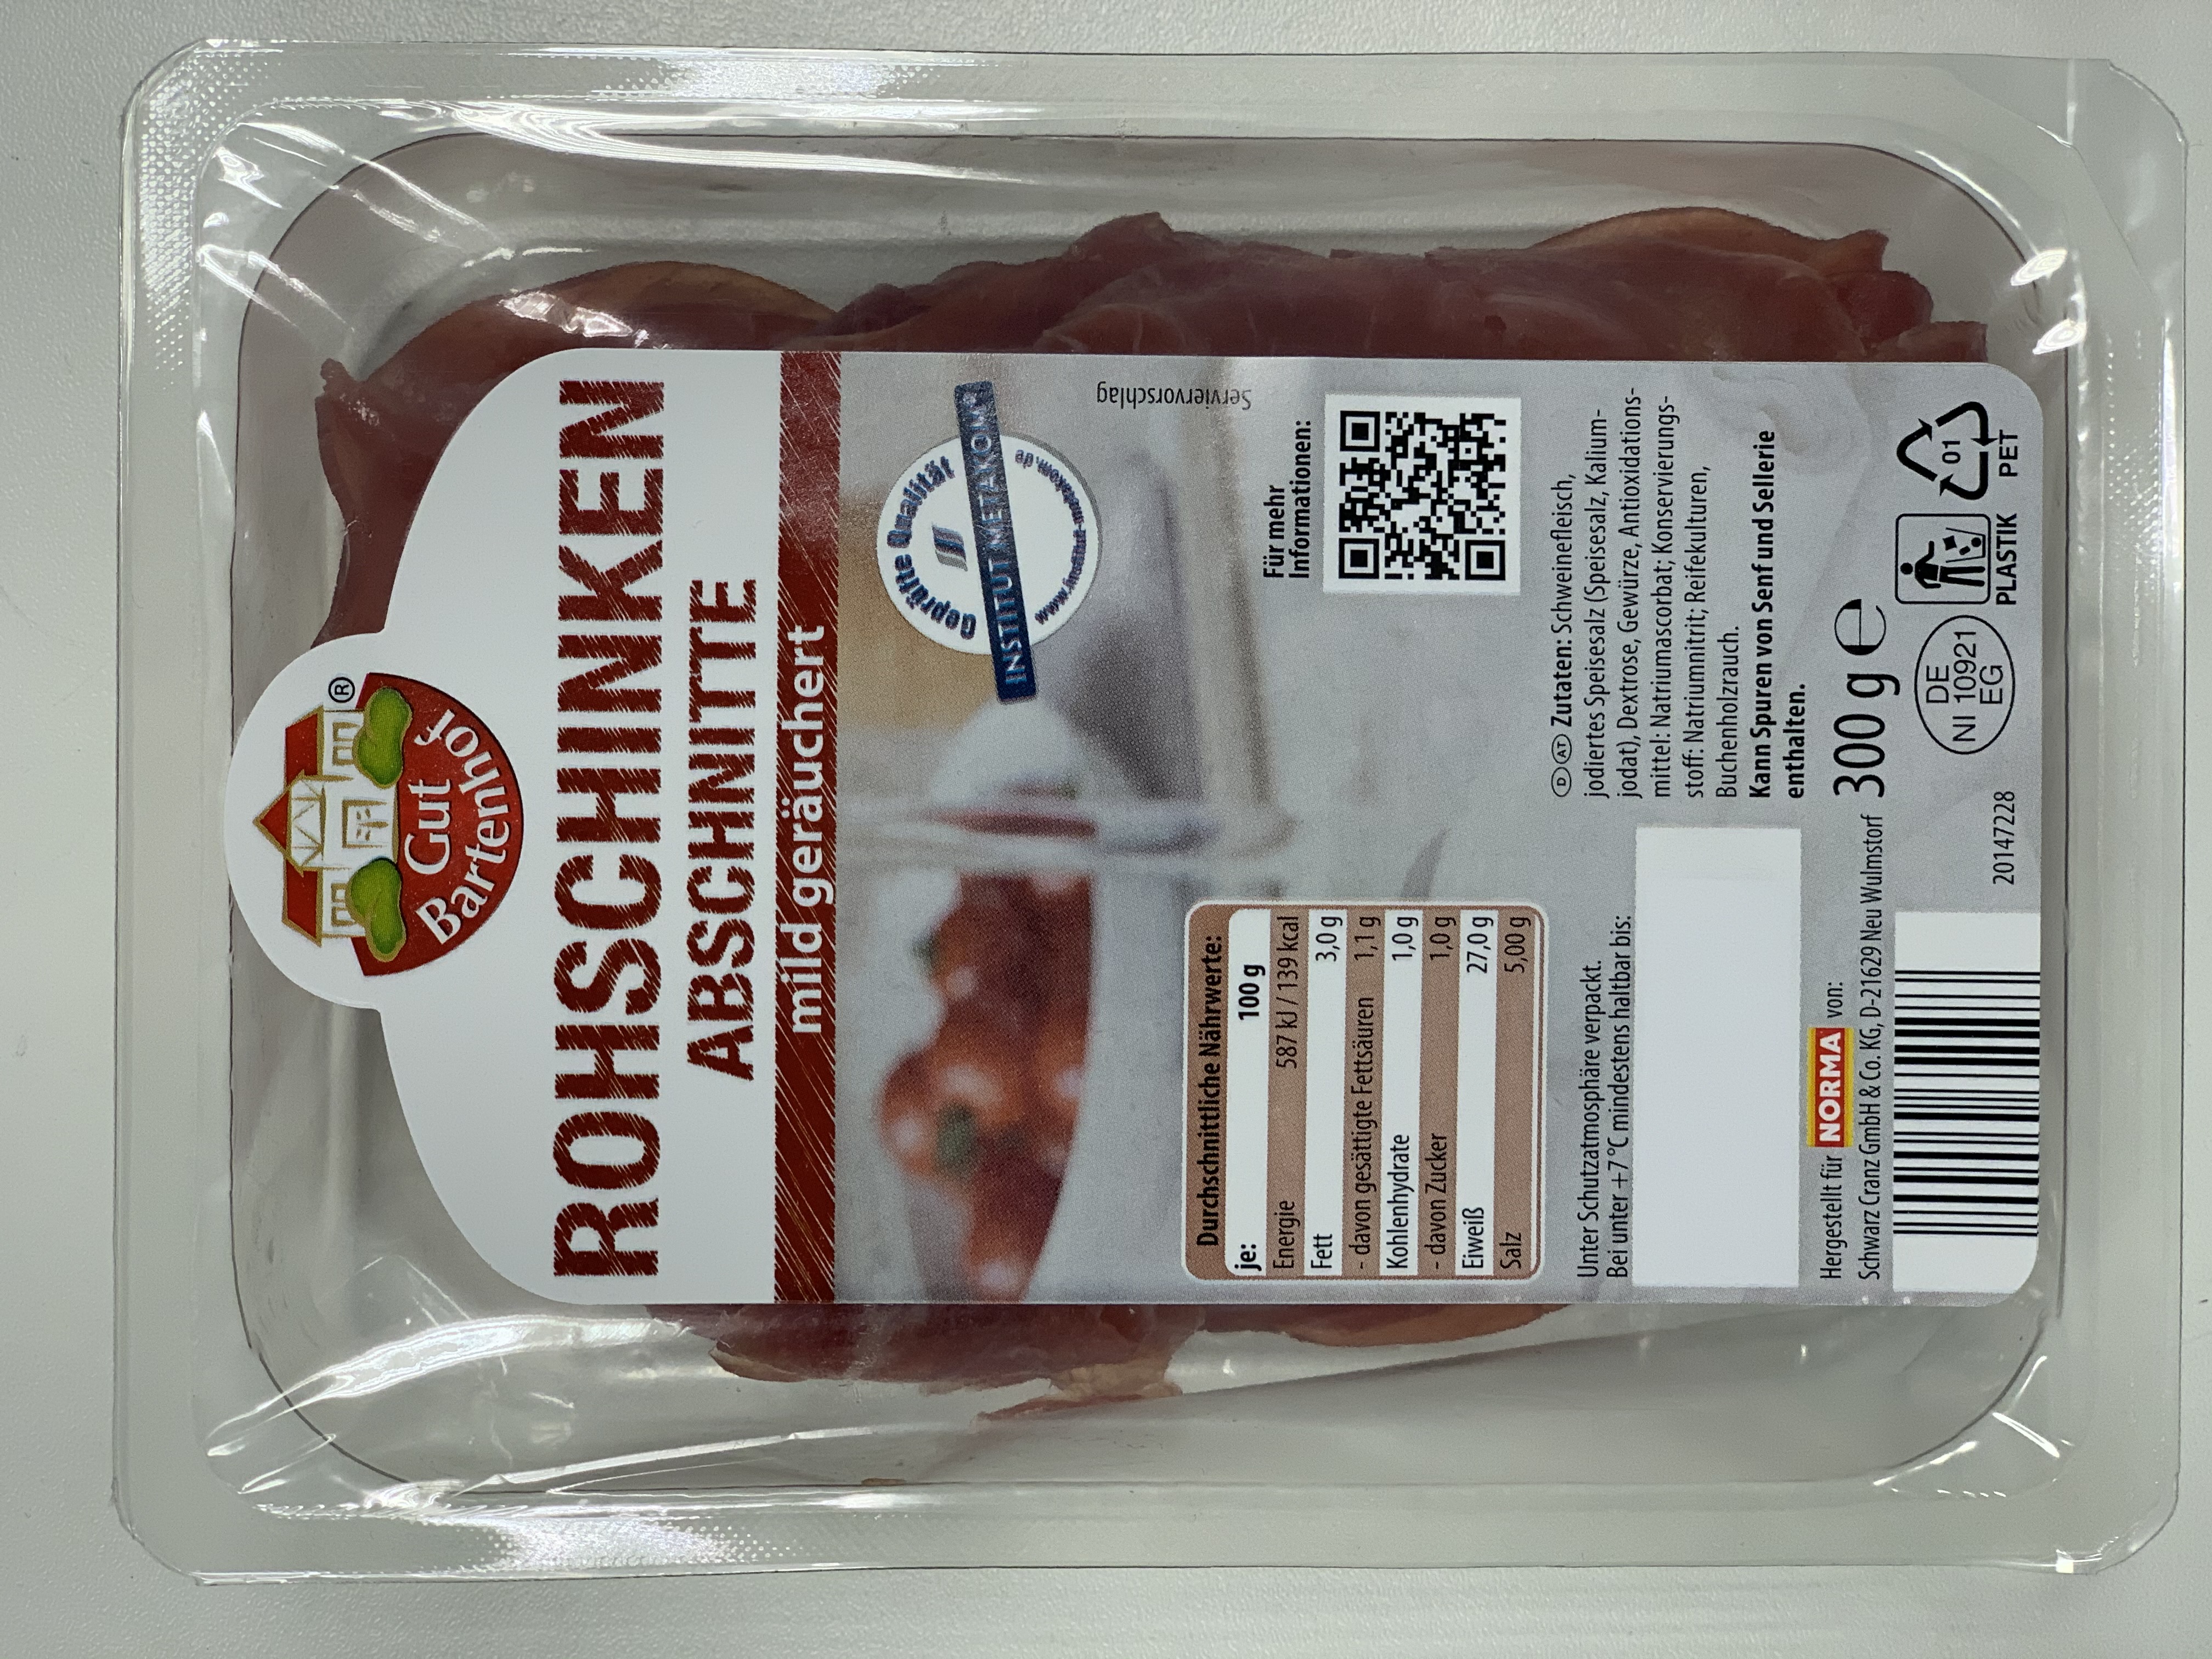 Gut
Bartenhof
®
ROHSCHINKEN
ABSCHNITTE
mild geräuchert
Geprüfte Qualität
INSTITUT METAKOM
www.institut-metakom.de
Serviervorschlag
Für mehr
Informationen:
Durchschnittliche Nährwerte:
je: 100 g
Energie 587 kJ / 139 kcal
Fett 3,0 g
- davon gesättigte Fettsäuren 1,1 g
Kohlenhydrate 1,0 g
- davon Zucker 1,0 g
Eiweiß 27,0 g
Salz 5,00 g
D AT Zutaten: Schweinefleisch,
jodiertes Speisesalz (Speisesalz, Kalium-
jodat), Dextrose, Gewürze, Antioxidations-
mittel: Natriumascorbat; Konservierungs-
stoff: Natriumnitrit; Reifekulturen,
Buchenholzrauch.
Kann Spuren von Senf und Sellerie
enthalten.
Unter Schutzatmosphäre verpackt.
Bei unter +7 °C mindestens haltbar bis:
Hergestellt für NORMA von:
Schwarz Cranz GmbH & Co. KG, D-21629 Neu Wulmstorf
300 g e
20147228
DE
NI 10921
EG
PLASTIK
01
PET